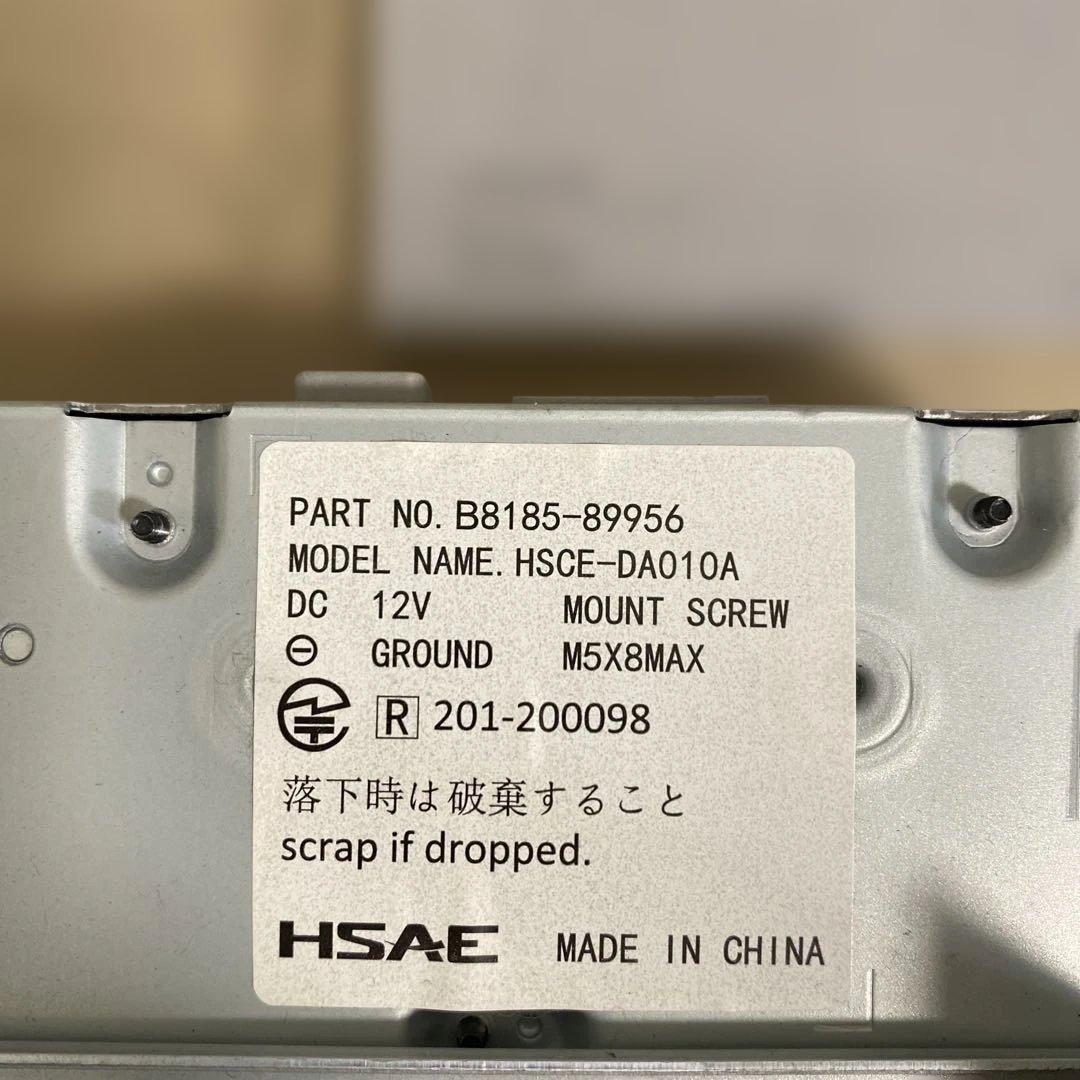 PART NO. B8185-89956
MODEL NAME. HSCE-DA010A
DC 12V MOUNT SCREW
⊖ GROUND M5X8MAX
R 201-200098
落下時は破棄すること
scrap if dropped.
HSAE MADE IN CHINA